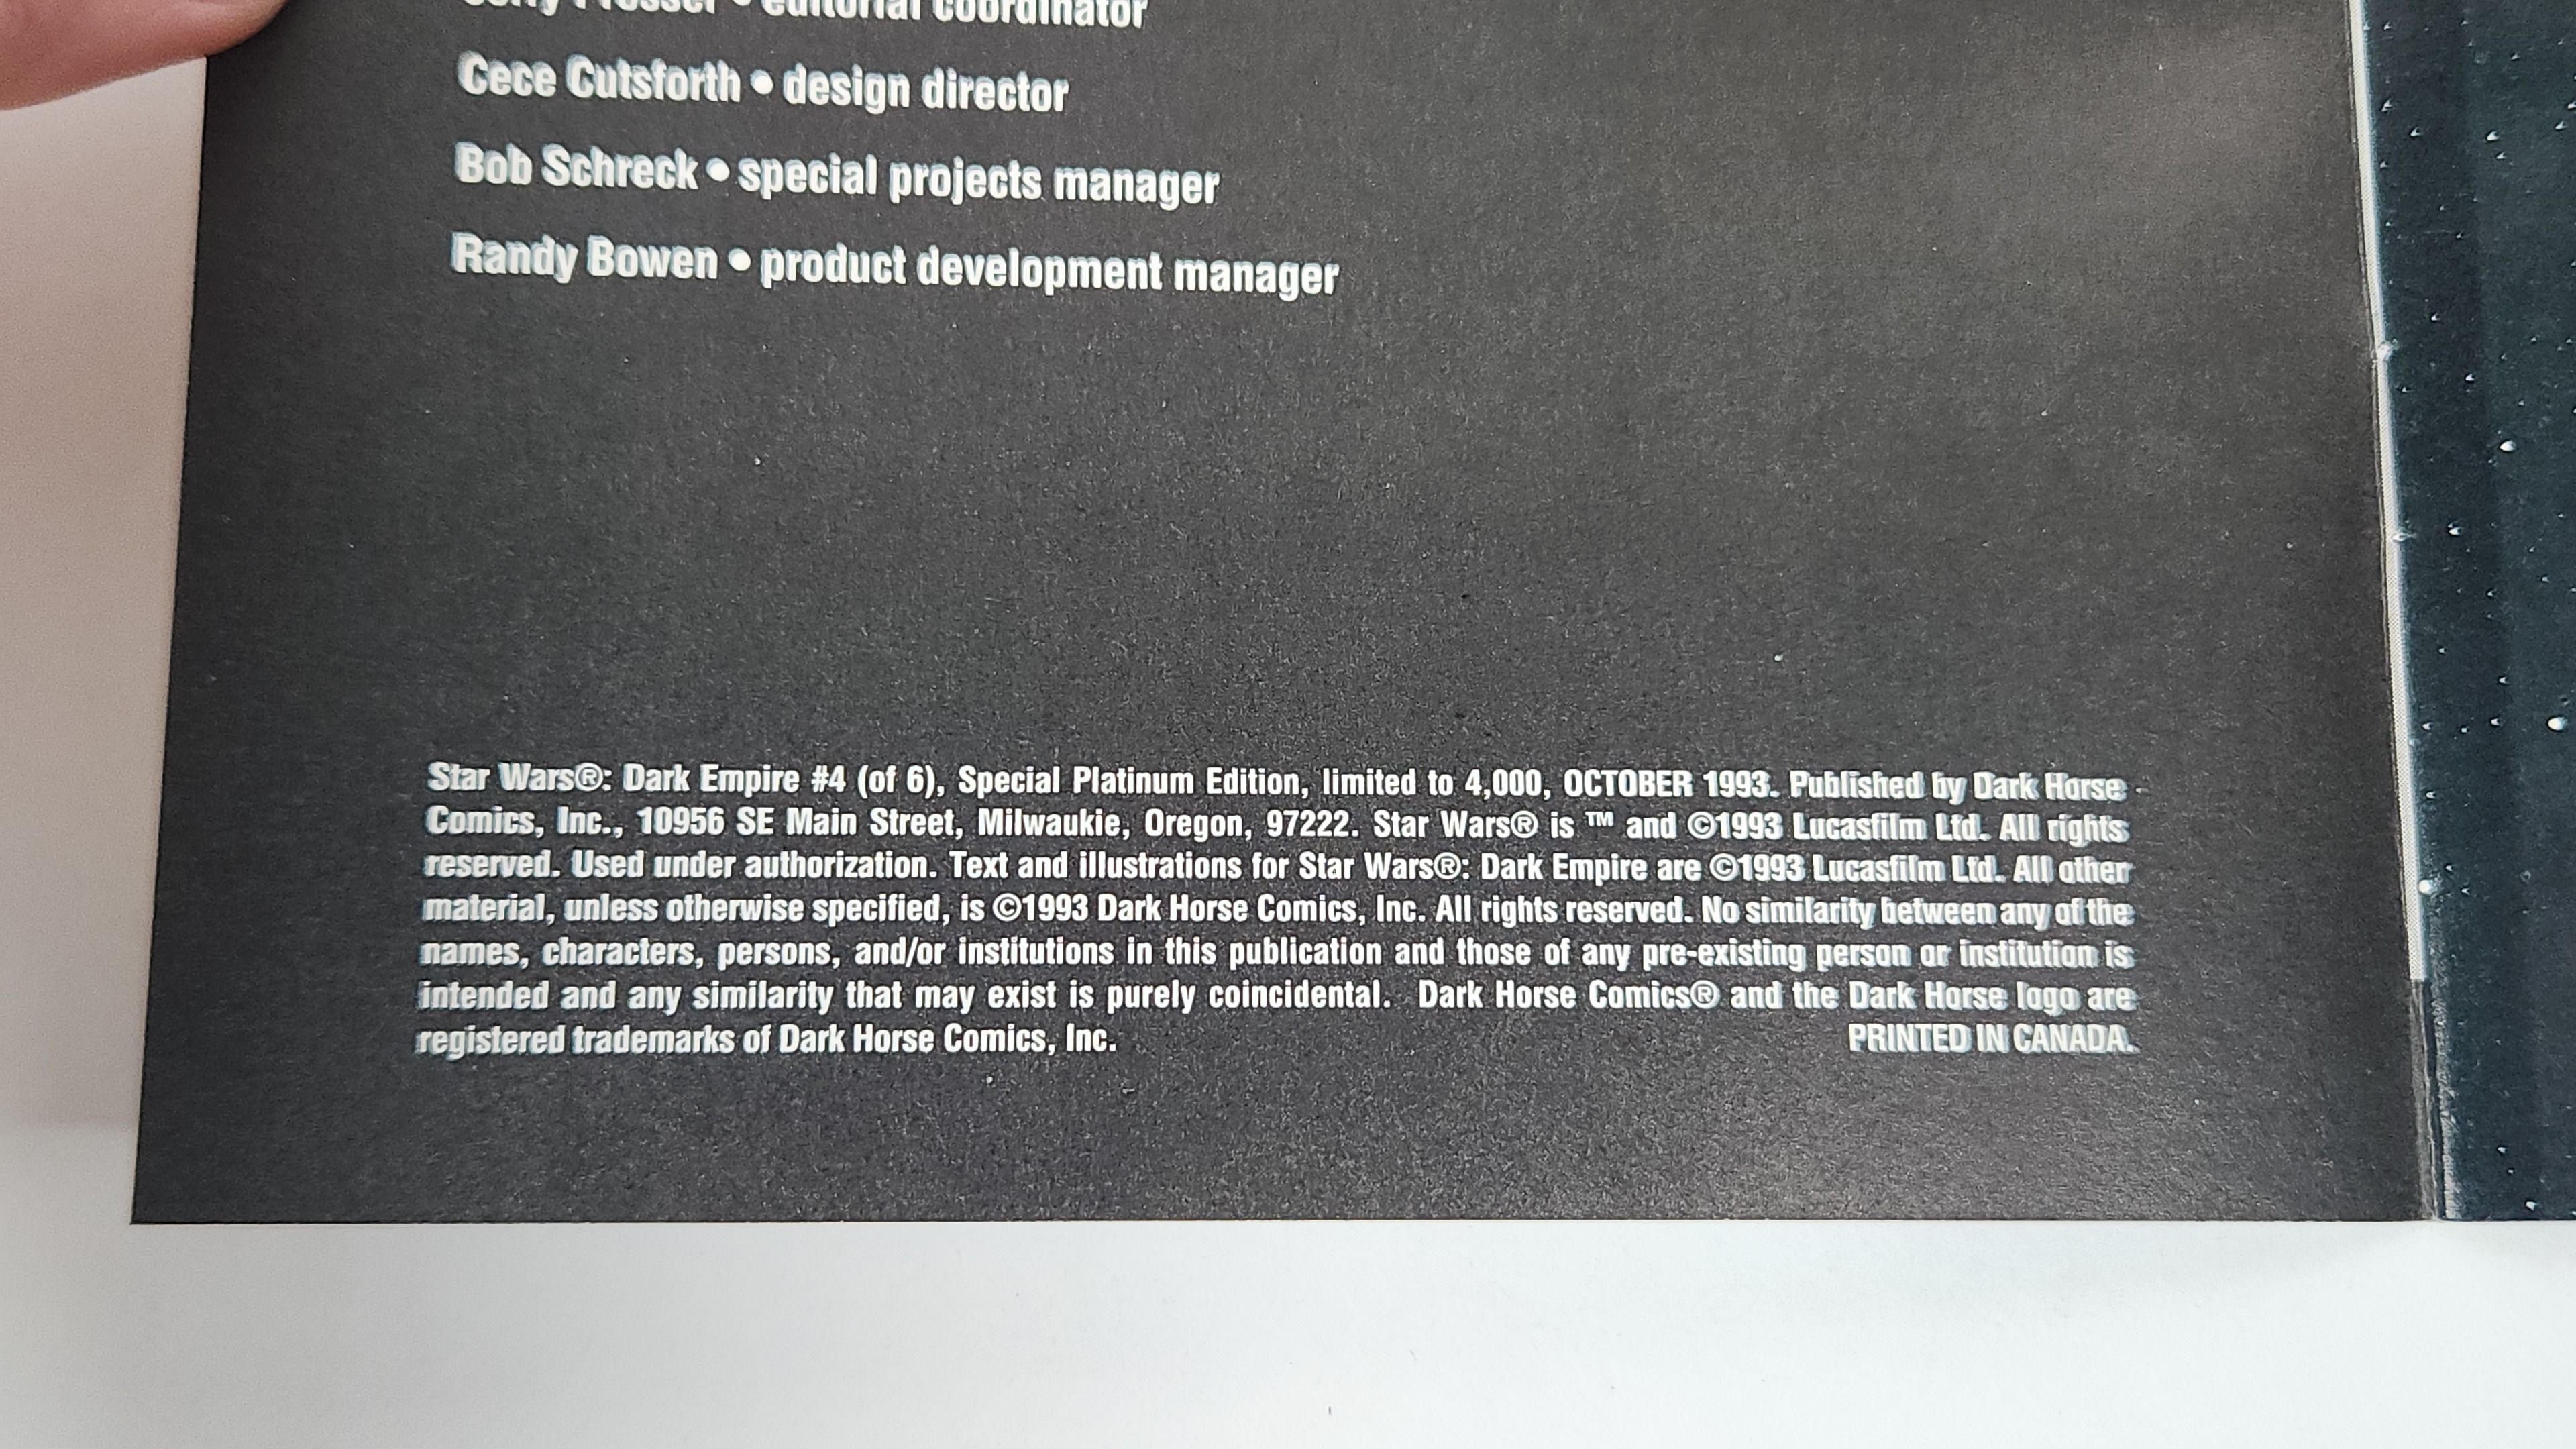 editorial coordinator
Cece Cutsforth • design director
Bob Schreck • special projects manager
Randy Bowen • product development manager
Star Wars®: Dark Empire #4 (of 6), Special Platinum Edition, limited to 4,000, OCTOBER 1993. Published by Dark Horse
Comics, Inc., 10956 SE Main Street, Milwaukie, Oregon, 97222. Star Wars® is ™ and ©1993 Lucasfilm Ltd. All rights
reserved. Used under authorization. Text and illustrations for Star Wars®: Dark Empire are ©1993 Lucasfilm Ltd. All other
material, unless otherwise specified, is ©1993 Dark Horse Comics, Inc. All rights reserved. No similarity between any of the
names, characters, persons, and/or institutions in this publication and those of any pre-existing person or institution is
intended and any similarity that may exist is purely coincidental. Dark Horse Comics® and the Dark Horse logo are
registered trademarks of Dark Horse Comics, Inc. PRINTED IN CANADA.